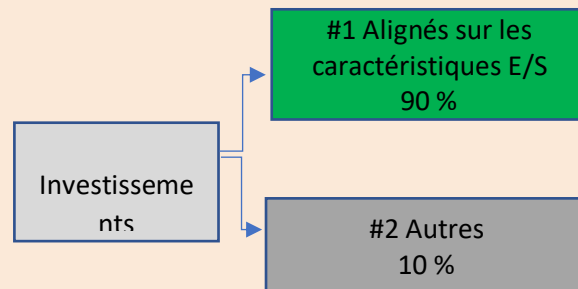 #1 Alignés sur les
caractéristiques E/S
90 %
Investisseme
nts
#2 Autres
10 %